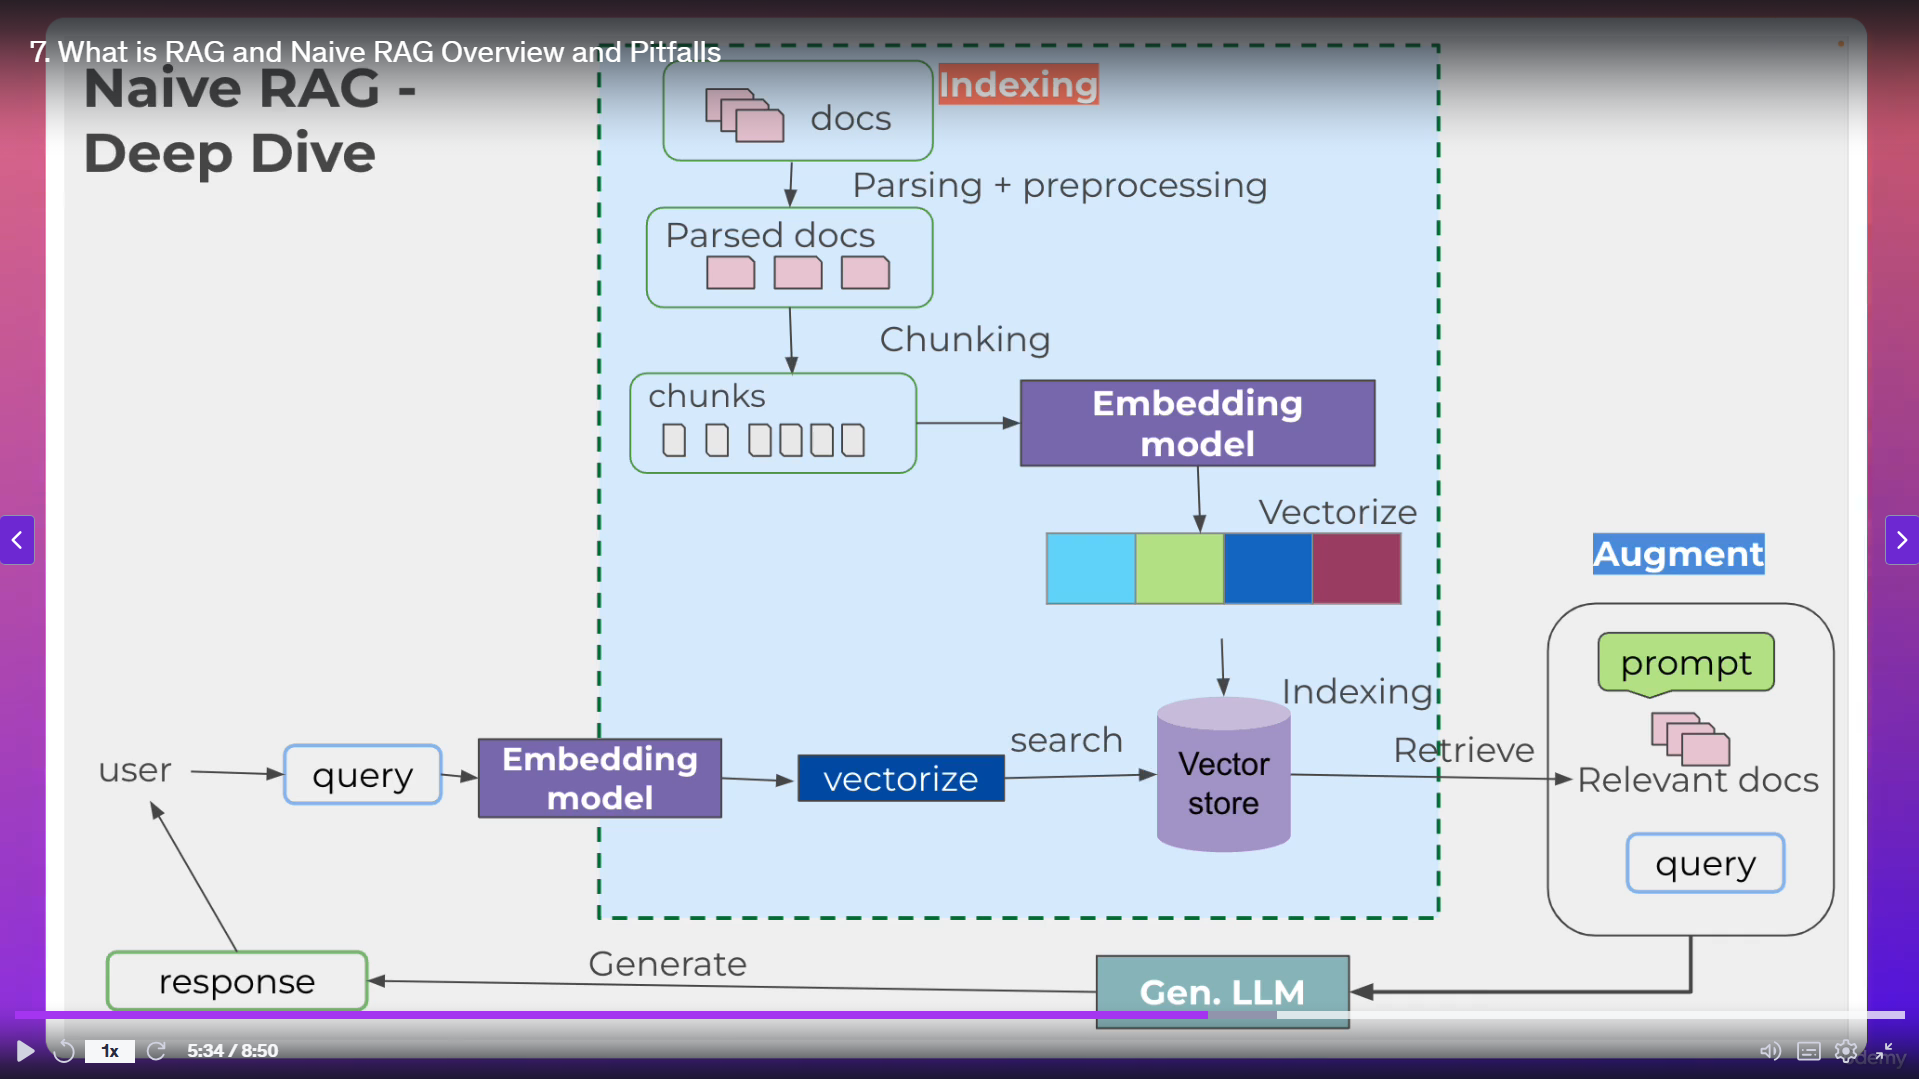 7. What is RAG and Naive RAG Overview and Pitfalls
Naive RAG -
Deep Dive
Indexing
docs
Parsing + preprocessing
Parsed docs
Chunking
chunks
Embedding
model
Vectorize
Augment
prompt
Indexing
Relevant docs
query
Retrieve
user
query
Embedding
model
vectorize
search
Vector
store
response
Generate
Gen. LLM
1x
5:34 / 8:50